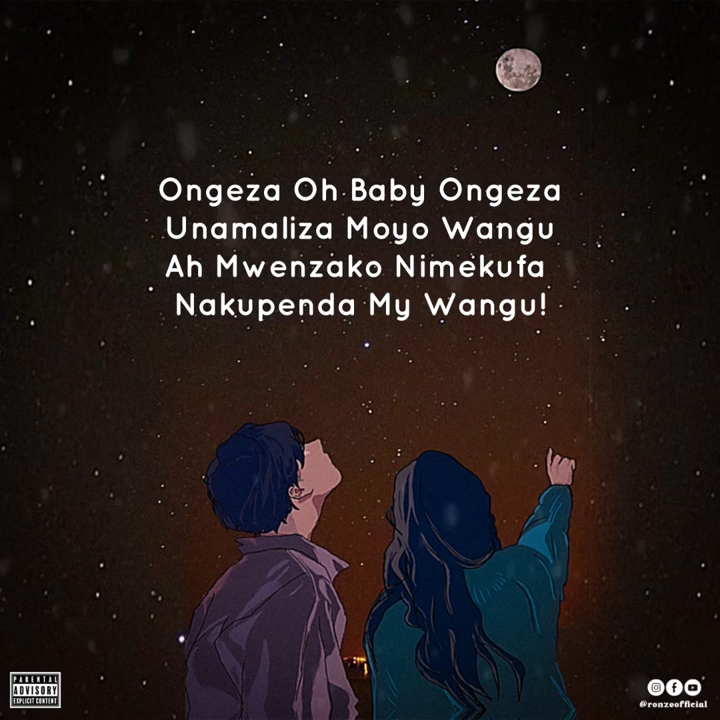 Ongeza Oh Baby Ongeza
Unamaliza Moyo Wangu
Ah Mwenzako Nimekufa
Nakupenda My Wangu!
PARENTAL
ADVISORY
EXPLICIT CONTENT
@ronzeofficial